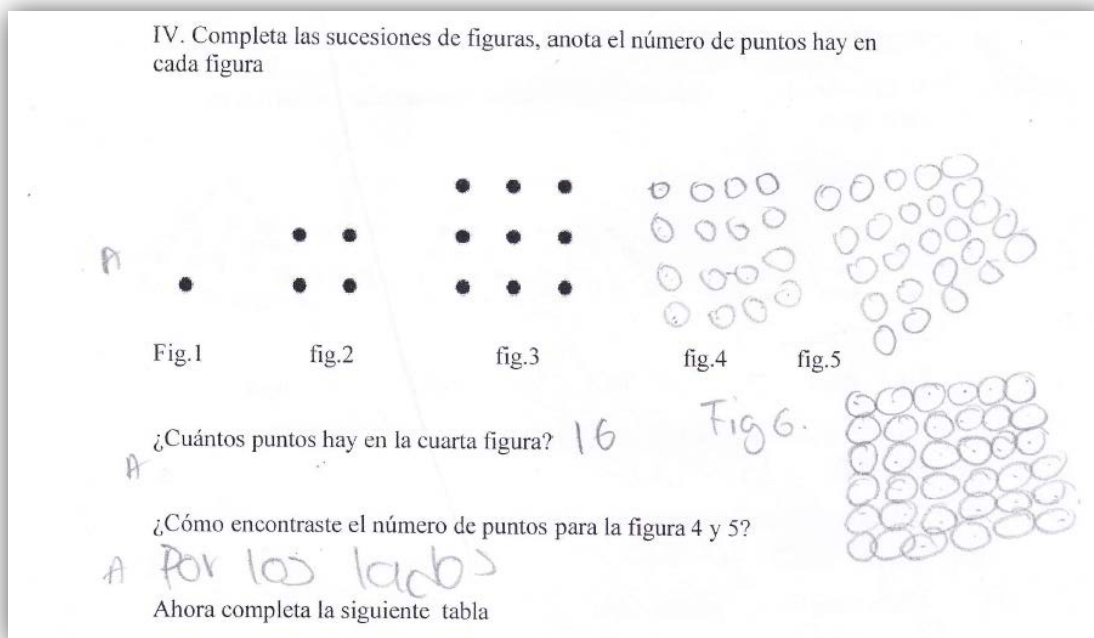 IV. Completa las sucesiones de figuras, anota el número de puntos hay en
cada figura
A
Fig.1 fig.2 fig.3 fig.4 fig.5
¿Cuántos puntos hay en la cuarta figura? 16 Fig 6.
A
¿Cómo encontraste el número de puntos para la figura 4 y 5?
A Por los lados
Ahora completa la siguiente tabla